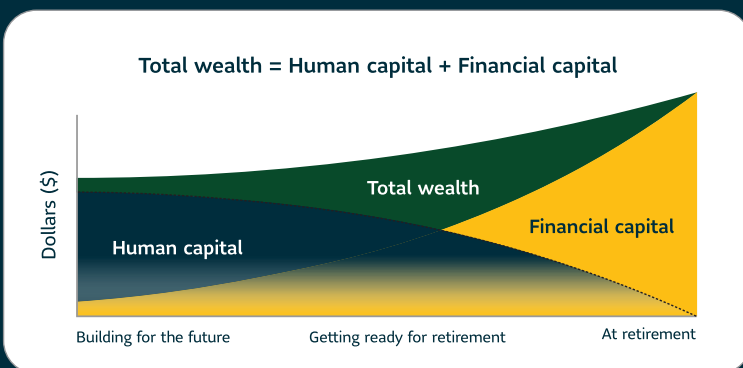 Total wealth = Human capital + Financial capital
Dollars ($)
Total wealth
Human capital
Financial capital
Building for the future
Getting ready for retirement
At retirement